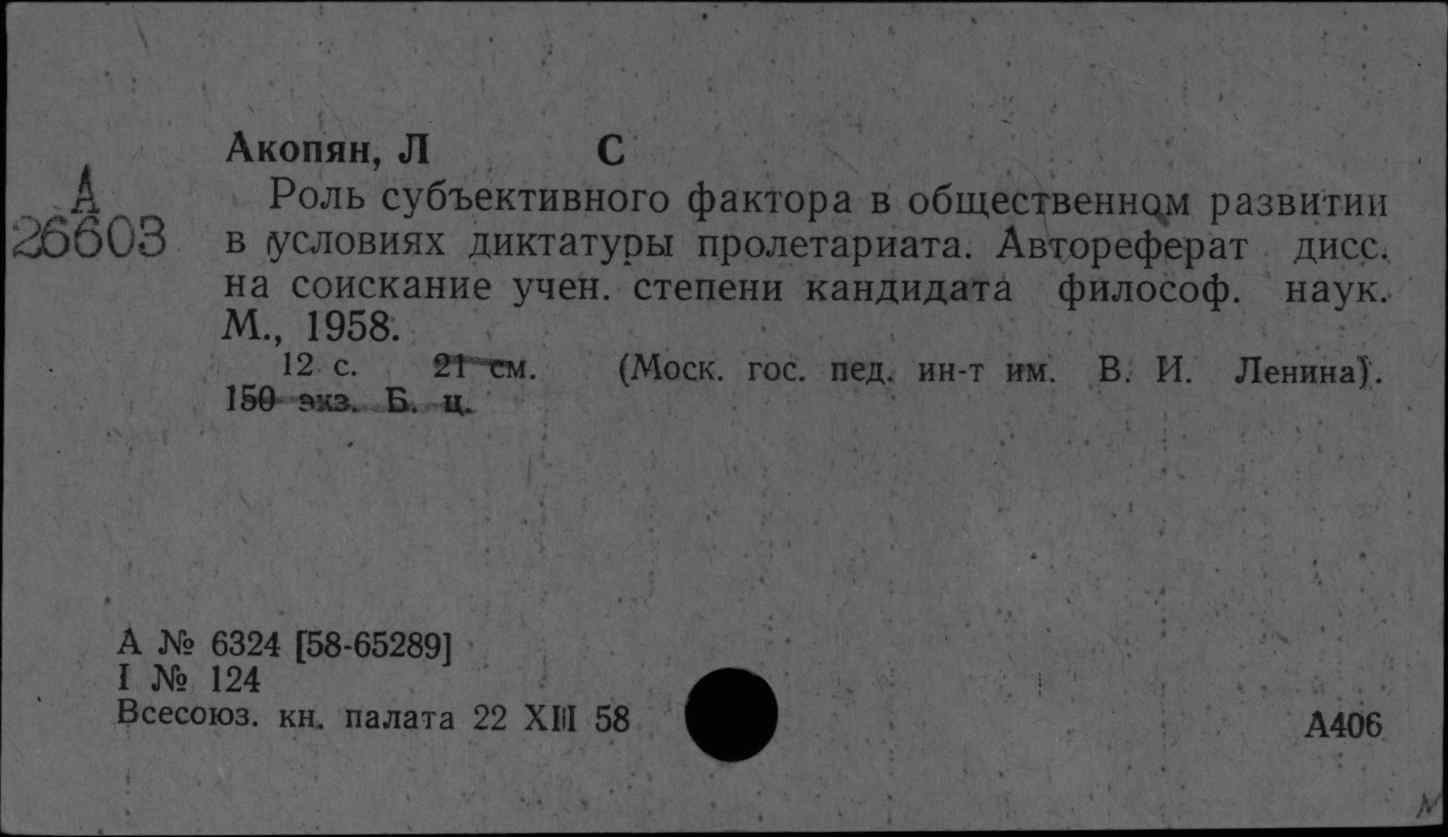 Акопян, Л С
А
26603
Роль субъективного фактора в общественном развитии
в условиях диктатуры пролетариата. Автореферат дисс.
на соискание учен. степени кандидата философ. наук.
М., 1958.
12 с. 21 см. (Моск. гос. пед. ин-т им. В. И. Ленина).
150 экз. Б. ц.
А № 6324 [58-65289]
I № 124
Всесоюз. кн. палата 22 XII 58
А406